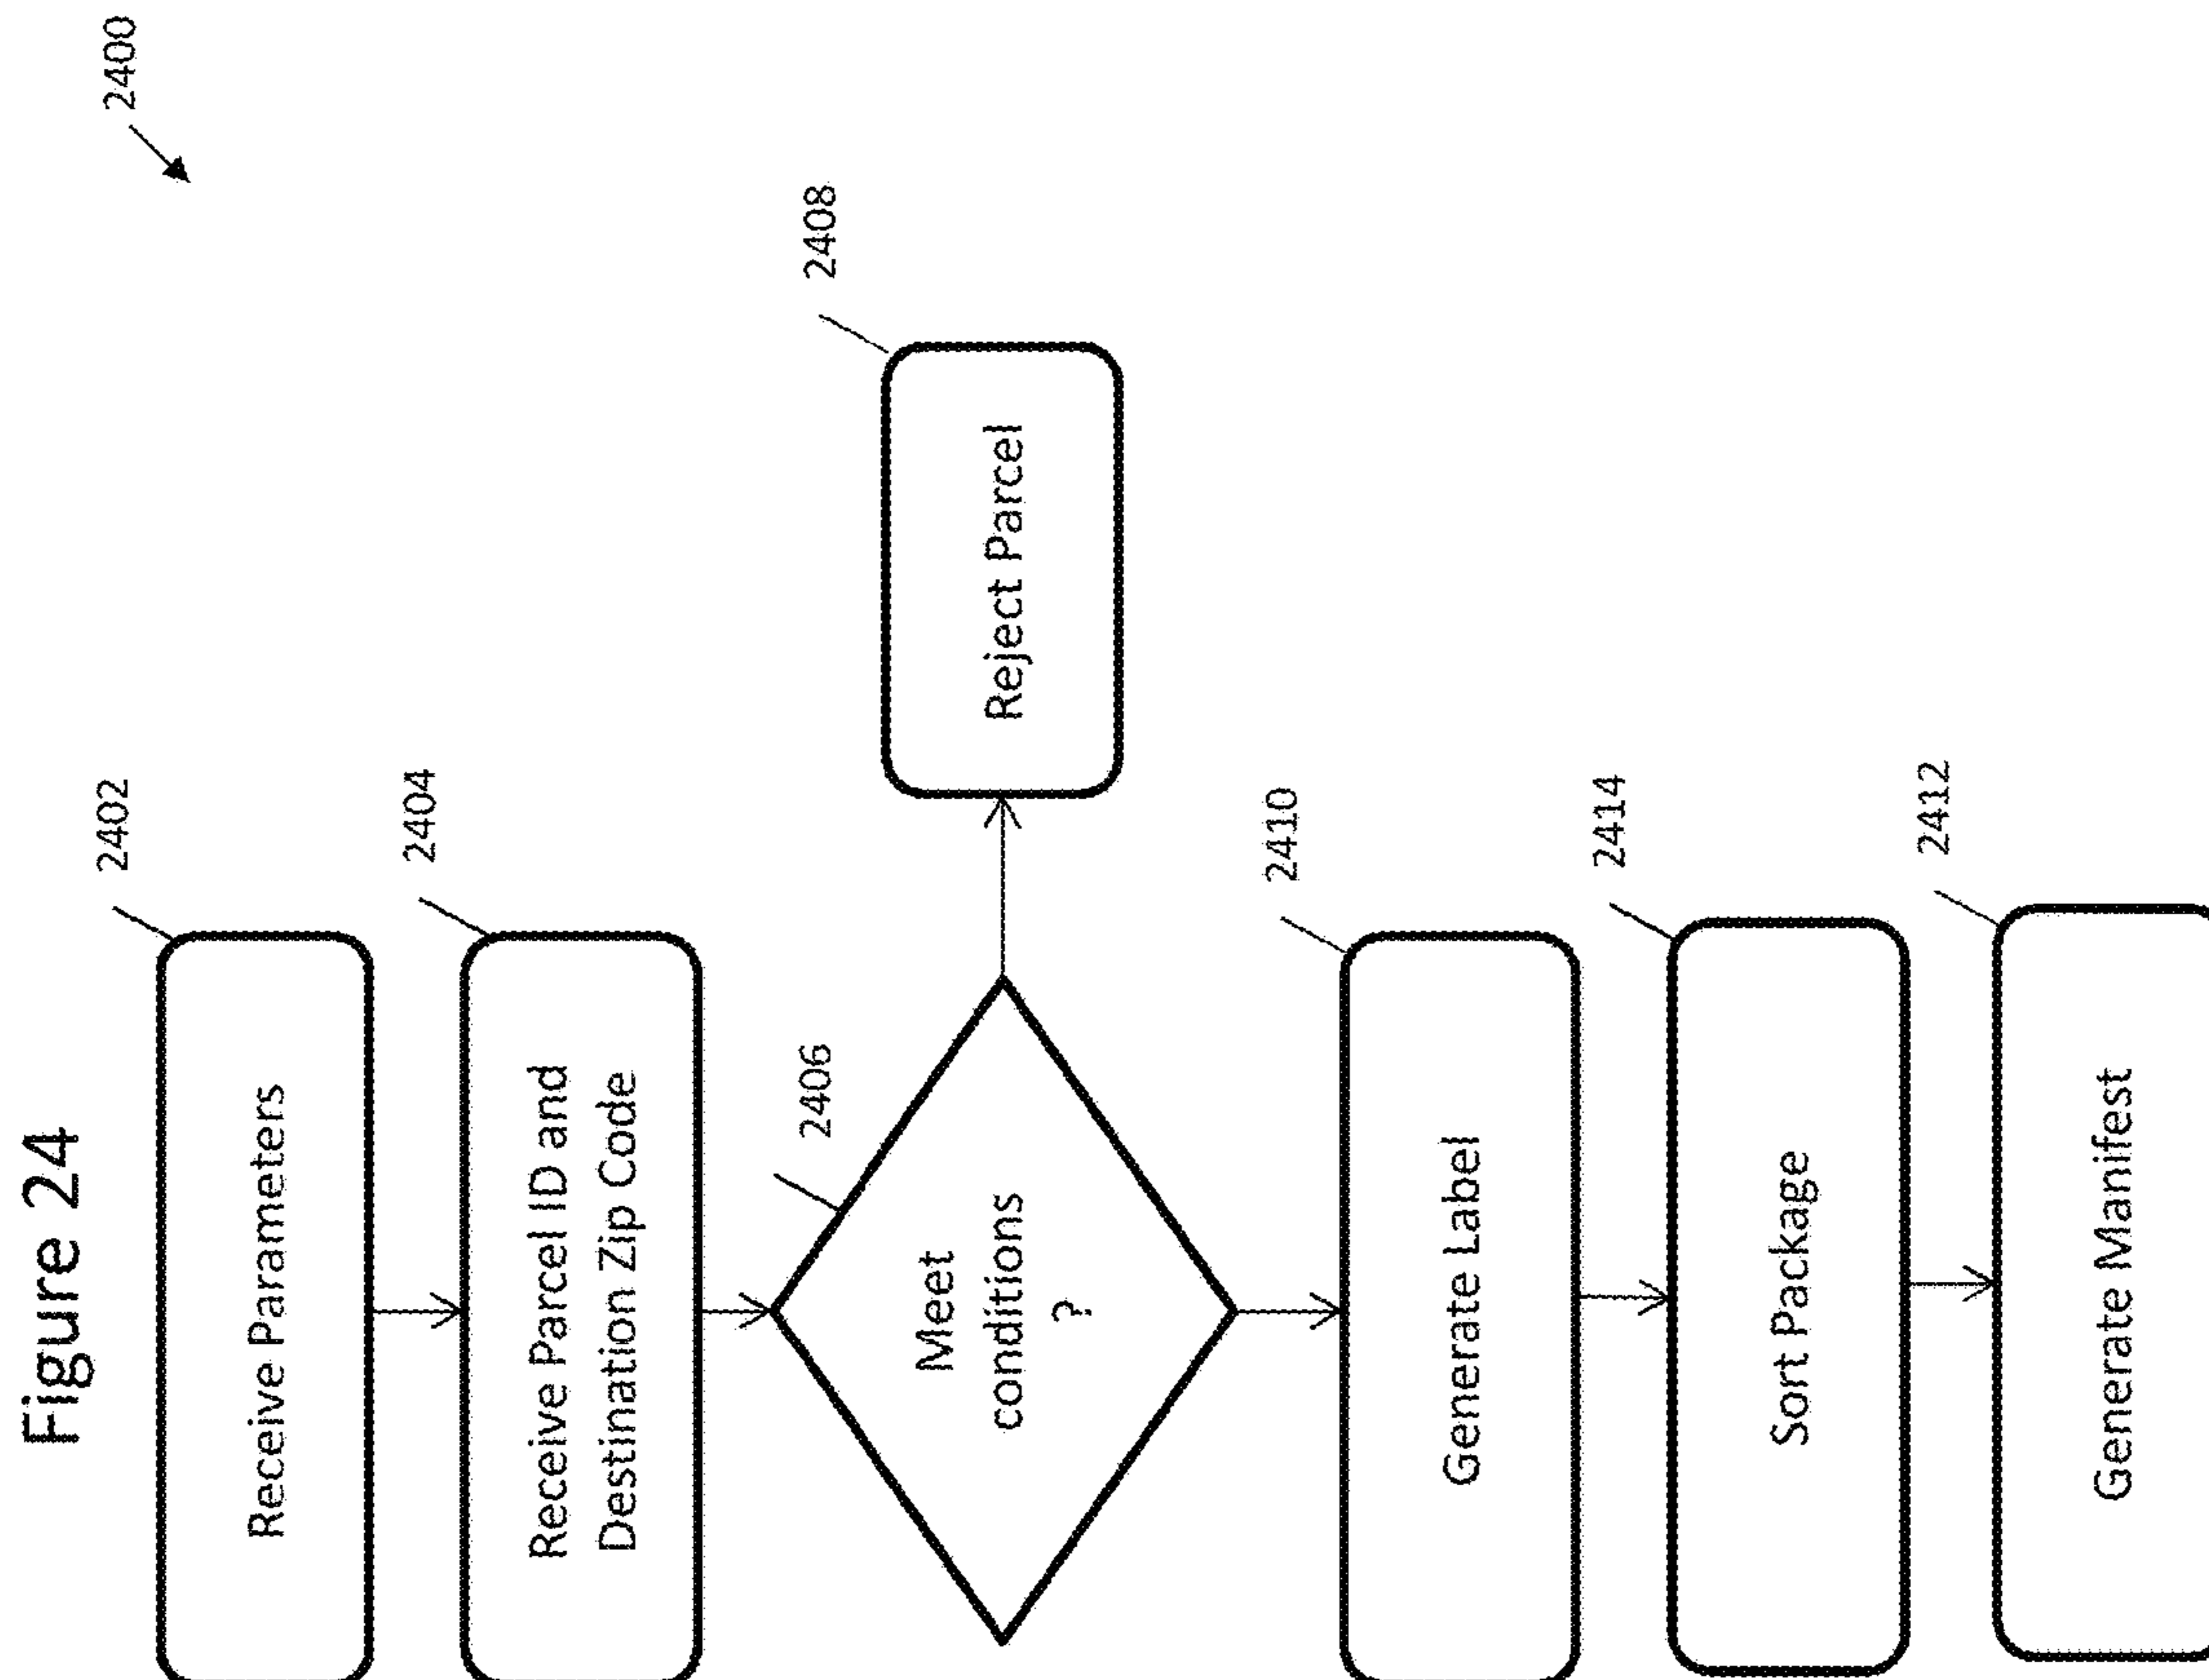 Figure 24
2400
2402
Receive Parameters
2404
Receive Parcel ID and
Destination Zip Code
2406
Meet
conditions
?
2408
Reject Parcel
2410
Generate Label
2414
Sort Package
2412
Generate Manifest